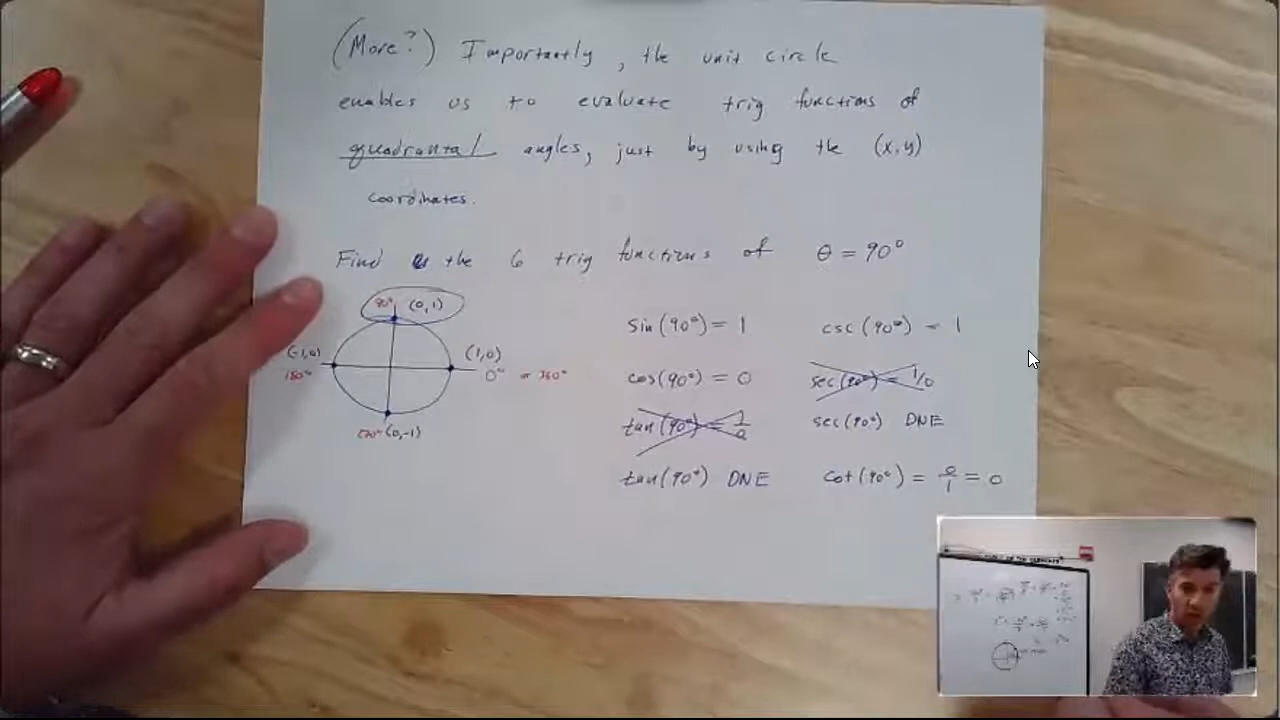 (More?) Importantly, the unit circle
enables us to evaluate trig functions of
quadrantal angles, just by using the (x,y)
coordinates.
Find the 6 trig functions of θ = 90°
90° (0,1)
(-1,0)
180°
(1,0)
0° or 360°
270° (0,-1)
sin(90°) = 1
csc(90°) = 1
cos(90°) = 0
sec(90°) = 1/0
tan(90°) = 1/0
sec(90°) DNE
tan(90°) DNE
cot(90°) = 0/1 = 0